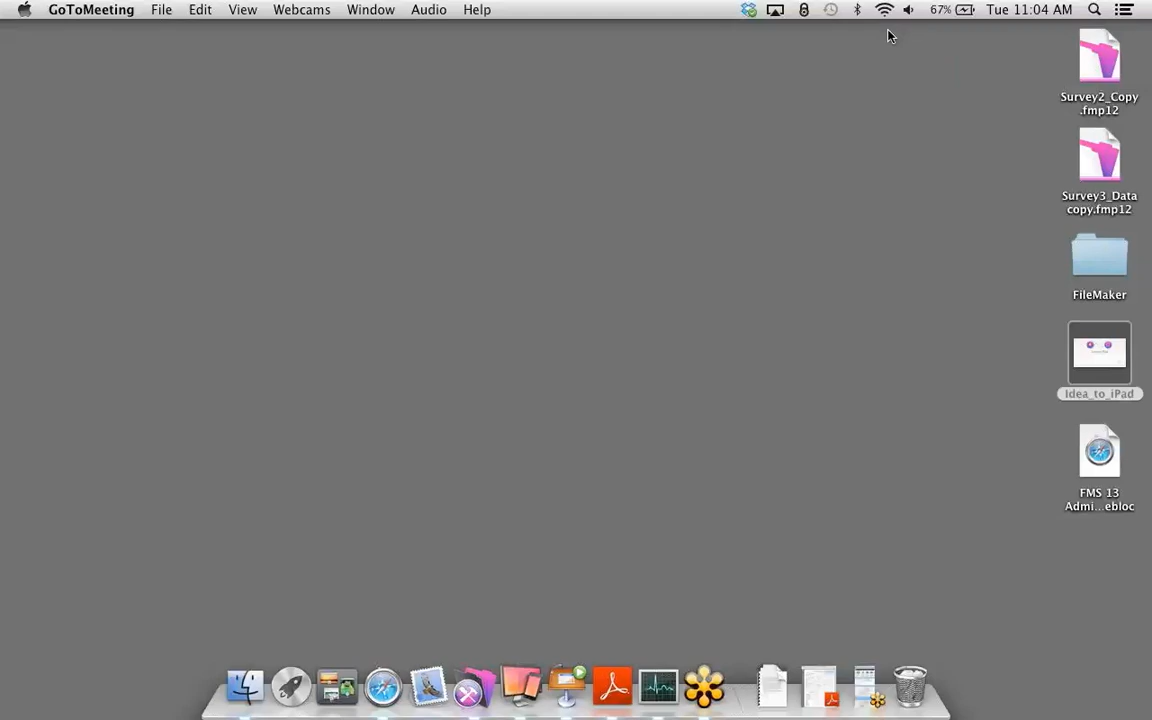 GoToMeeting File Edit View Webcams Window Audio Help 67% Tue 11:04 AM
Survey2_Copy
.fmp12
Survey3_Data
copy.fmp12
FileMaker
Idea_to_iPad
FMS 13
Admi...ebloc